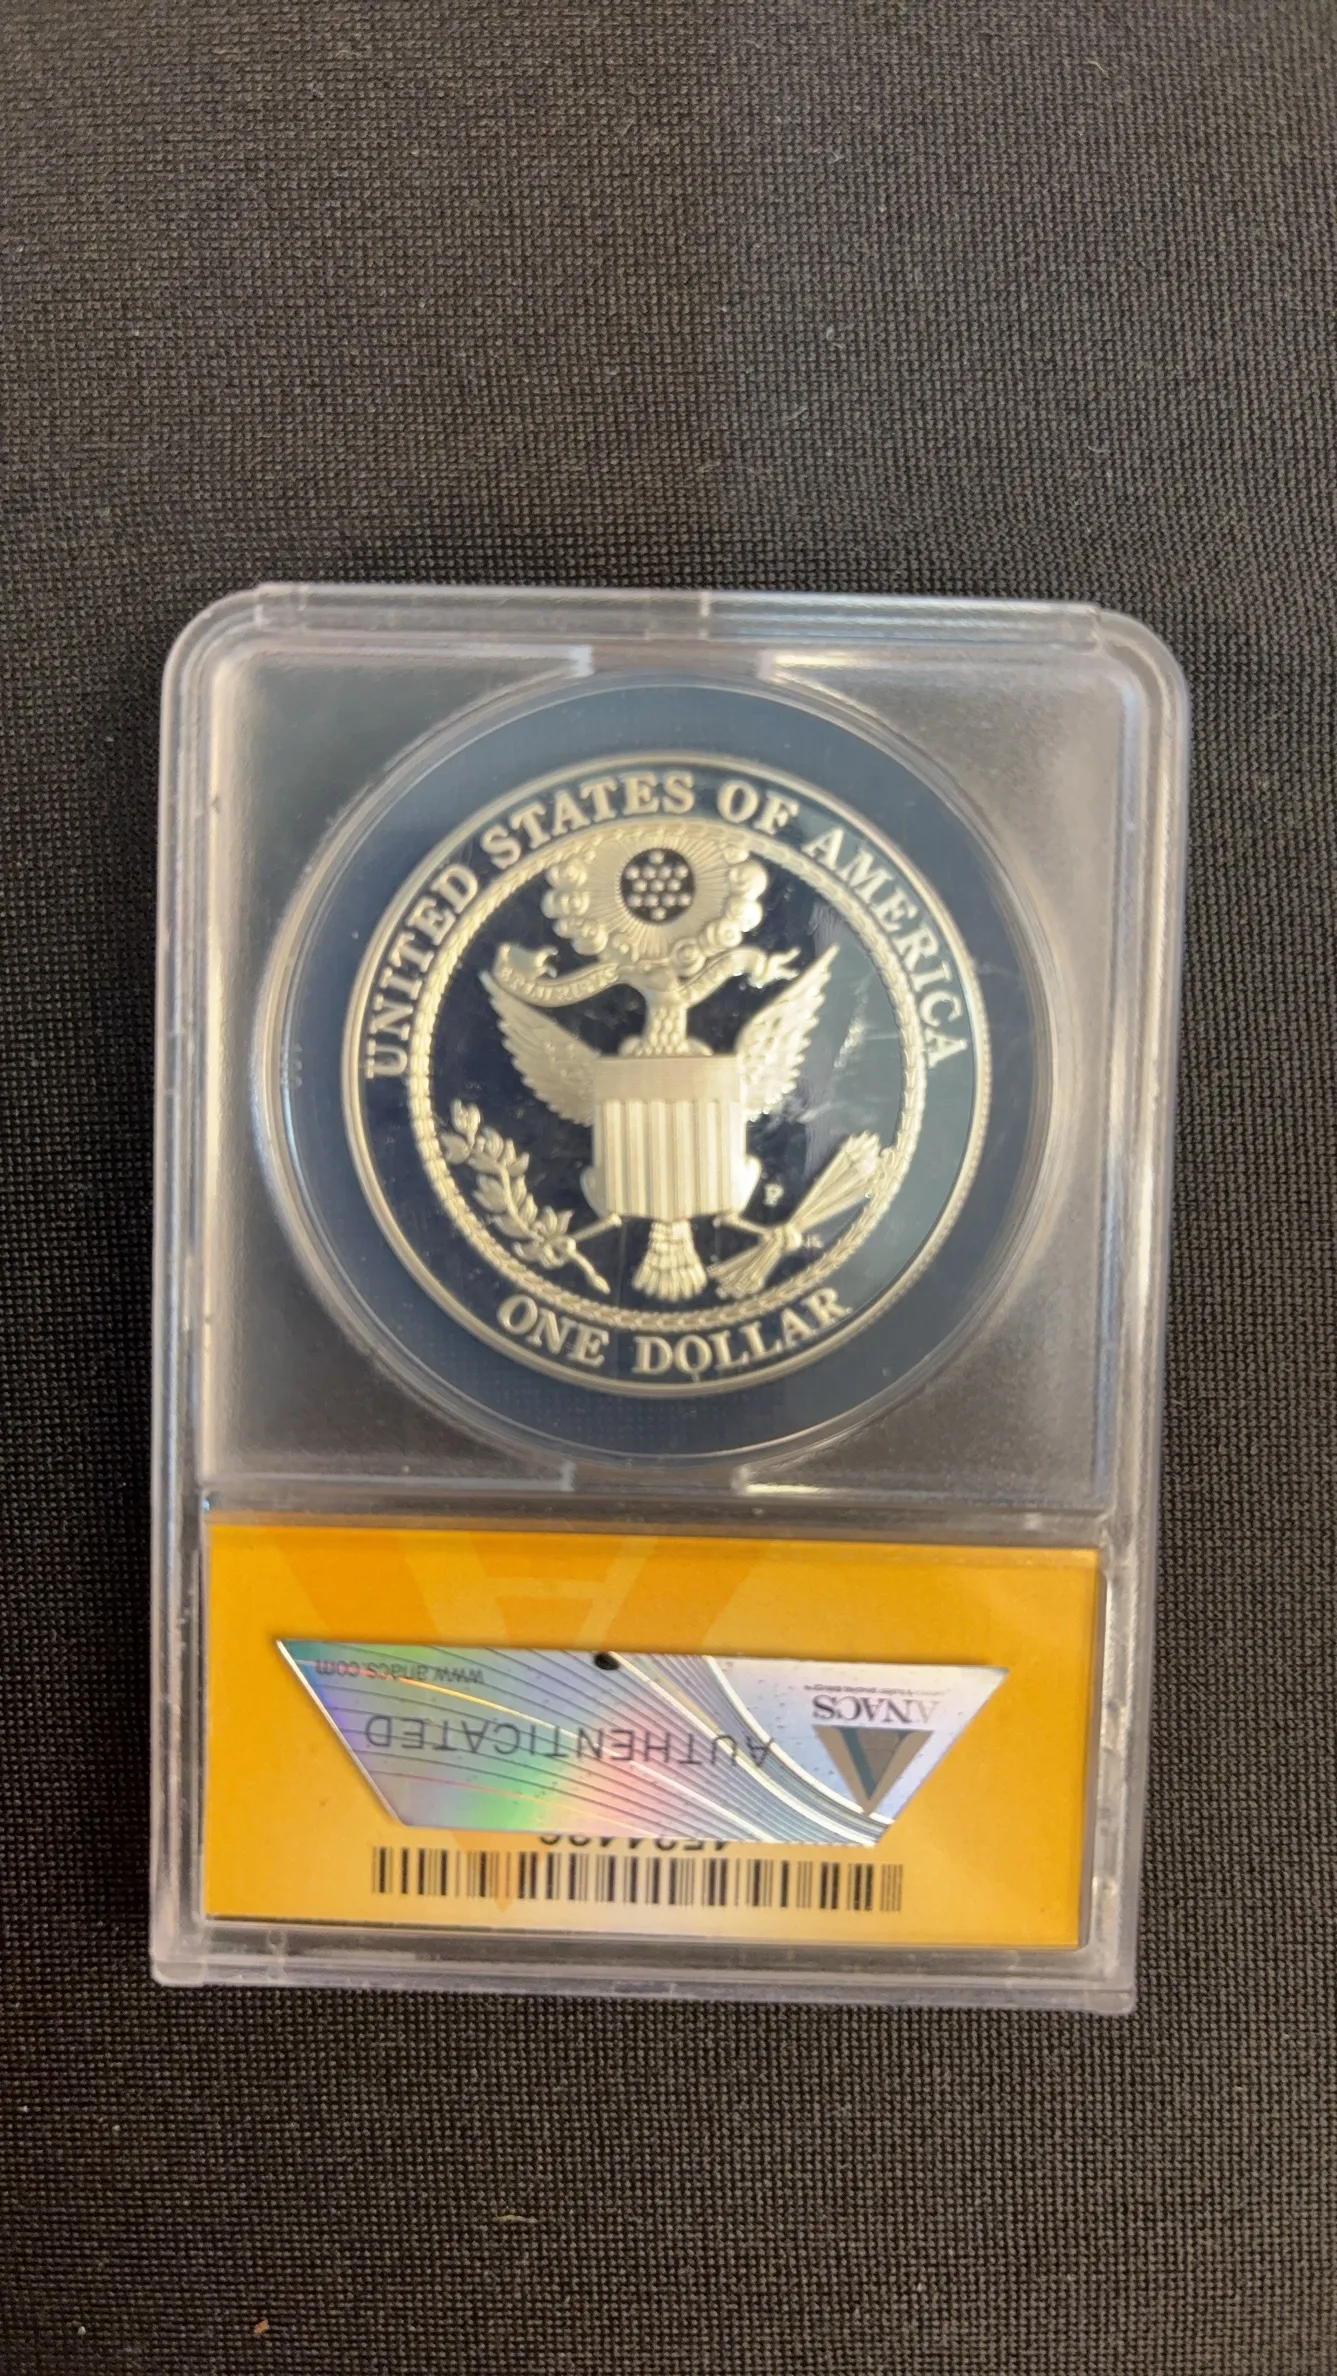 UNITED STATES OF AMERICA
P
ONE DOLLAR
www.anacs.com
ANACS
AUTHENTICATED